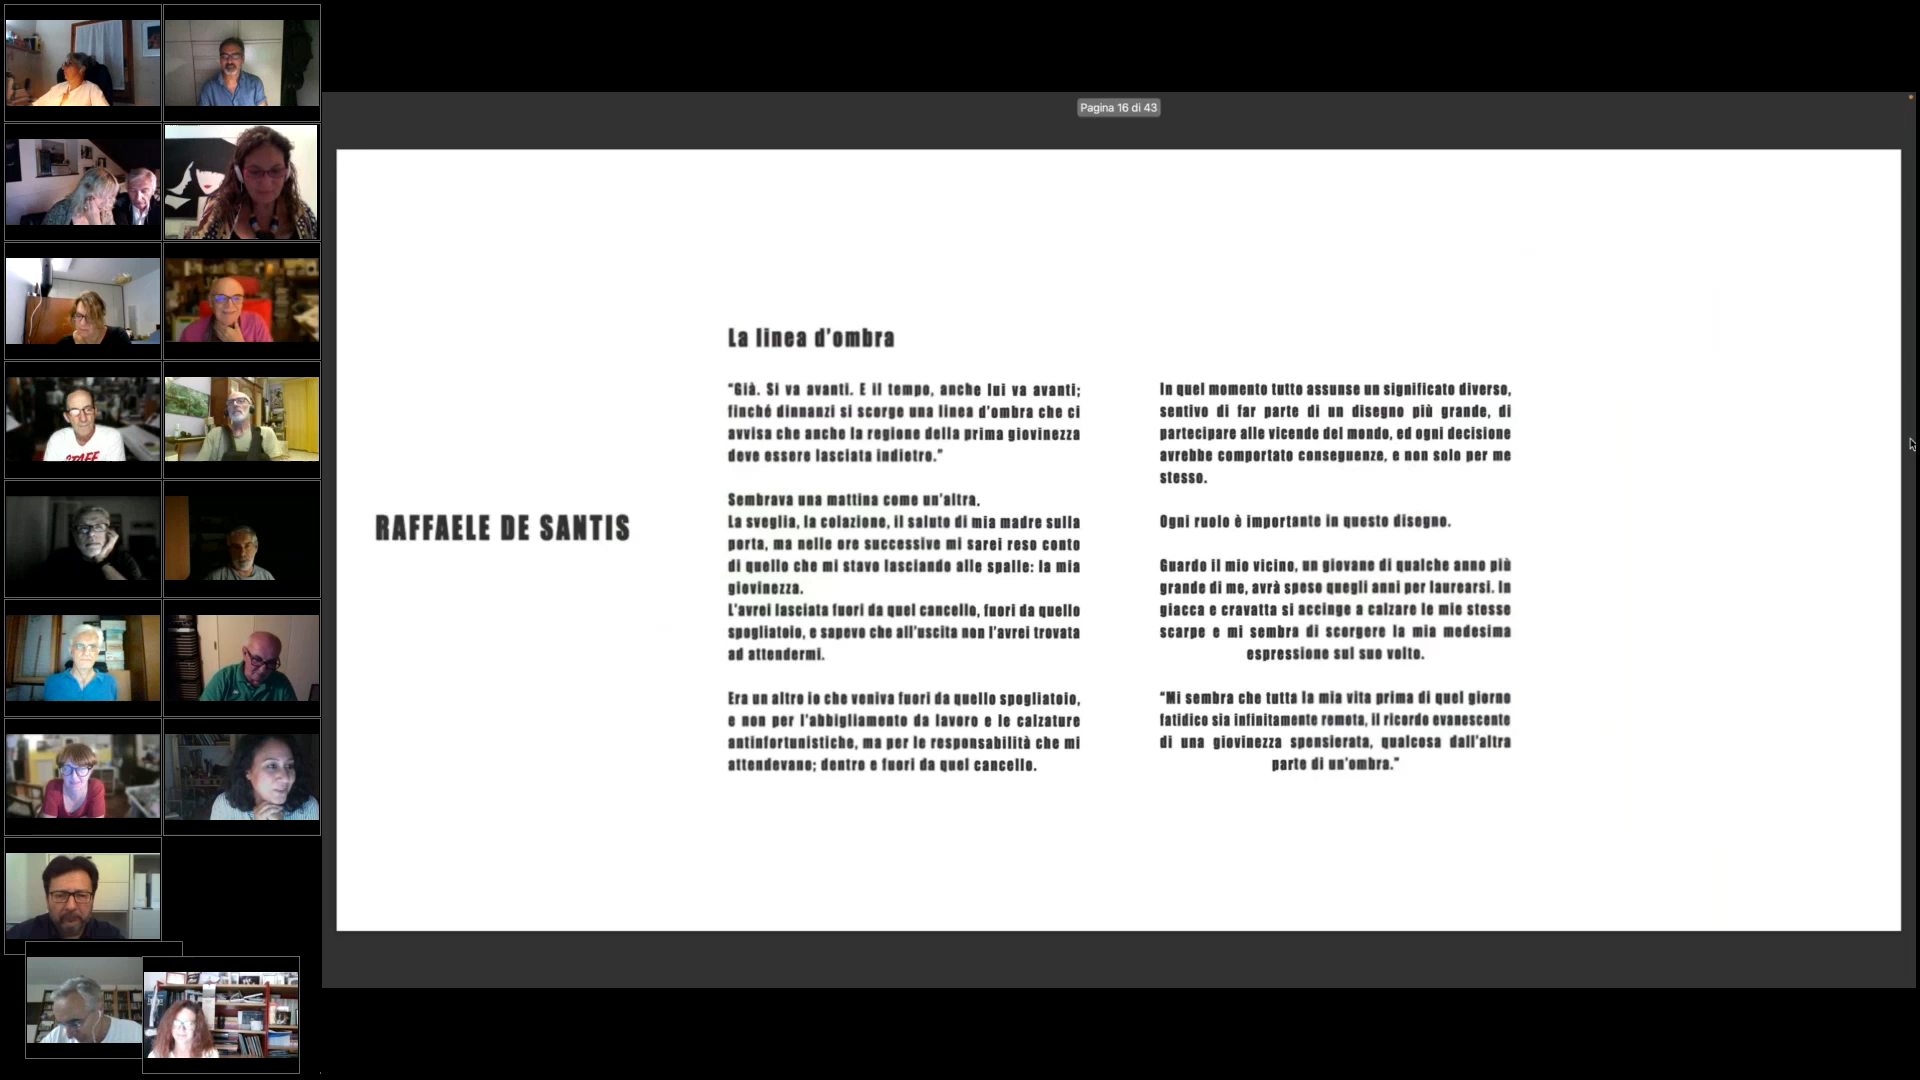 Pagina 16 di 43
STAFF
RAFFAELE DE SANTIS
La linea d'ombra
"Già. Si va avanti. E il tempo, anche lui va avanti;
finché dinnanzi si scorge una linea d'ombra che ci
avvisa che anche la regione della prima giovinezza
deve essere lasciata indietro."
Sembrava una mattina come un'altra.
La sveglia, la colazione, il saluto di mia madre sulla
porta, ma nelle ore successive mi sarei reso conto
di quello che mi stavo lasciando alle spalle: la mia
giovinezza.
L'avrei lasciata fuori da quel cancello, fuori da quello
spogliatoio, e sapevo che all'uscita non l'avrei trovata
ad attendermi.
Era un altro io che veniva fuori da quello spogliatoio,
e non per l'abbigliamento da lavoro e le calzature
antinfortunistiche, ma per le responsabilità che mi
attendevano; dentro e fuori da quel cancello.
In quel momento tutto assunse un significato diverso,
sentivo di far parte di un disegno più grande, di
partecipare alle vicende del mondo, ed ogni decisione
avrebbe comportato conseguenze, e non solo per me
stesso.
Ogni ruolo è importante in questo disegno.
Guardo il mio vicino, un giovane di qualche anno più
grande di me, avrà speso quegli anni per laurearsi. In
giacca e cravatta si accinge a calzare le mie stesse
scarpe e mi sembra di scorgere la mia medesima
espressione sul suo volto.
"Mi sembra che tutta la mia vita prima di quel giorno
fatidico sia infinitamente remota, il ricordo evanescente
di una giovinezza spensierata, qualcosa dall'altra
parte di un'ombra."